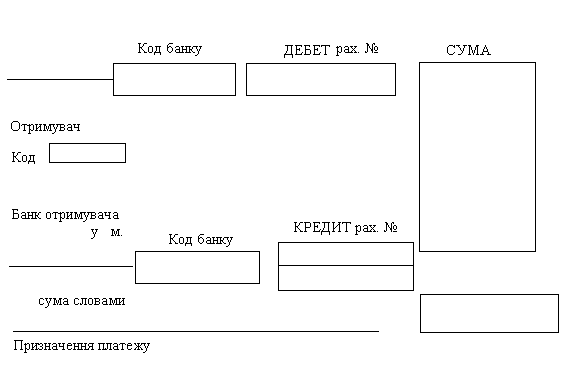 Код банку ДЕБЕТ рах. № СУМА
Отримувач
Код
Банк отримувача
у м.
Код банку КРЕДИТ рах. №
сума словами
Призначення платежу